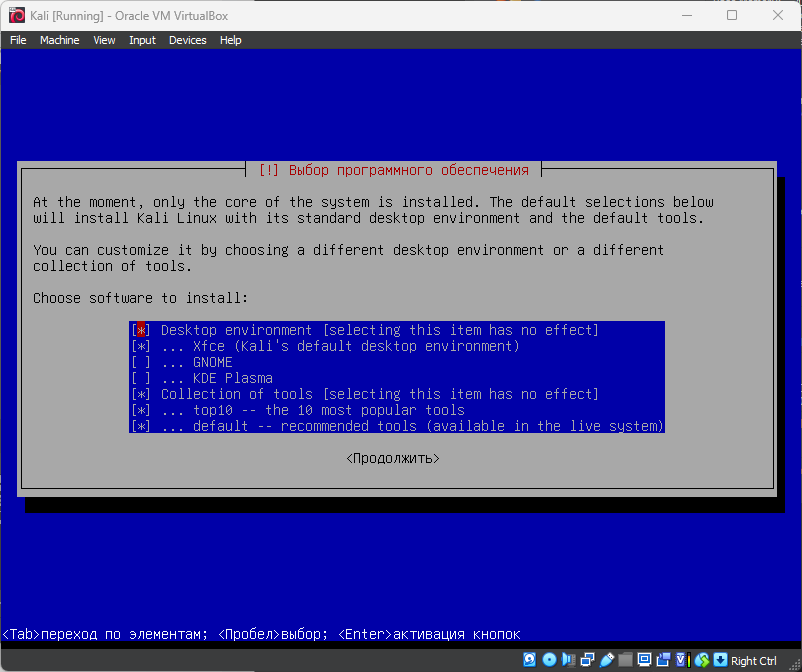 Kali [Running] - Oracle VM VirtualBox
File Machine View Input Devices Help
[!] Выбор программного обеспечения
At the moment, only the core of the system is installed. The default selections below
will install Kali Linux with its standard desktop environment and the default tools.
You can customize it by choosing a different desktop environment or a different
collection of tools.
Choose software to install:
[*] Desktop environment [selecting this item has no effect]
[*] ... Xfce (Kali's default desktop environment)
[ ] ... GNOME
[ ] ... KDE Plasma
[*] Collection of tools [selecting this item has no effect]
[*] ... top10 -- the 10 most popular tools
[*] ... default -- recommended tools (available in the live system)
<Продолжить>
<Tab>переход по элементам; <Пробел>выбор; <Enter>активация кнопок
Right Ctrl